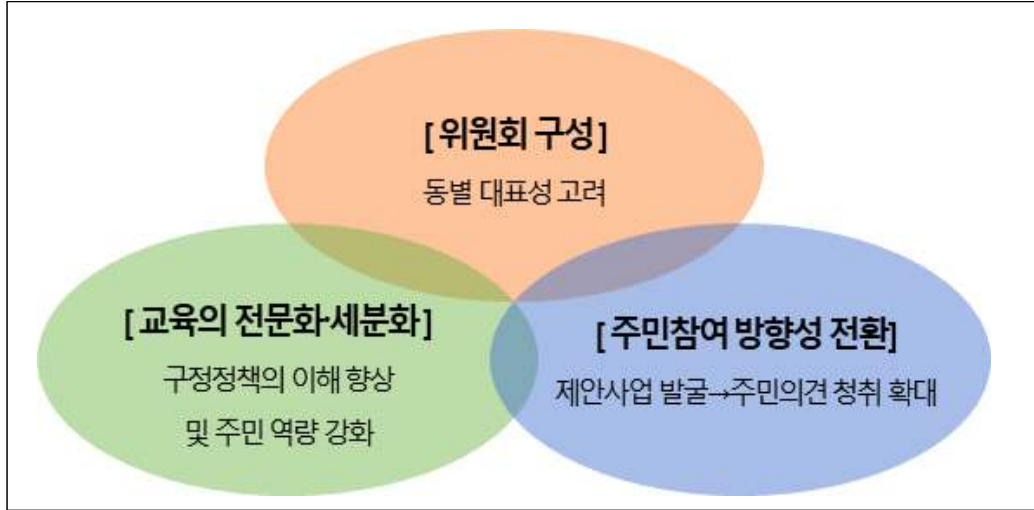 [ 위원회 구성 ]
동별 대표성 고려
[ 교육의 전문화·세분화 ]
구정정책의 이해 향상
및 주민 역량 강화
[ 주민참여 방향성 전환]
제안사업 발굴→주민의견 청취 확대